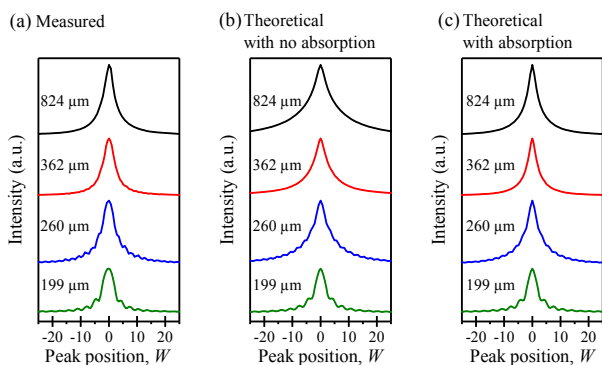 (a) Measured
(b) Theoretical
with no absorption
(c) Theoretical
with absorption
Intensity (a.u.)
824 µm
362 µm
260 µm
199 µm
-20 -10 0 10 20
Peak position, W
Intensity (a.u.)
824 µm
362 µm
260 µm
199 µm
-20 -10 0 10 20
Peak position, W
Intensity (a.u.)
824 µm
362 µm
260 µm
199 µm
-20 -10 0 10 20
Peak position, W